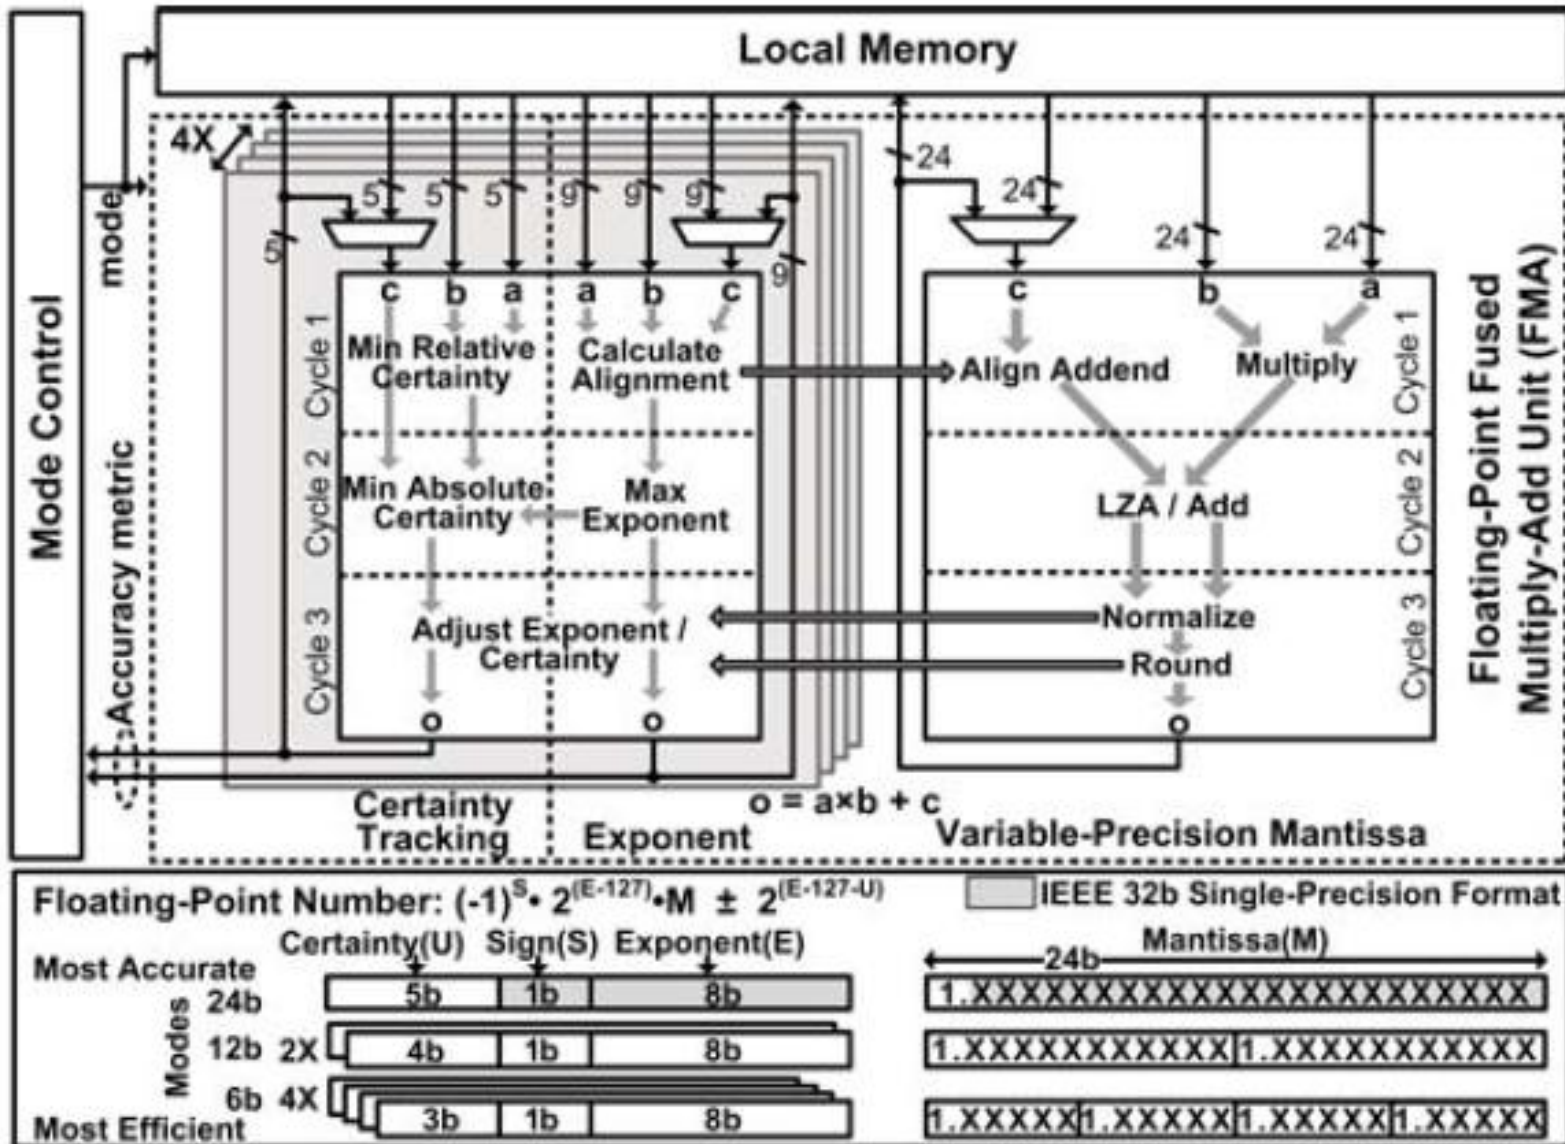 Local Memory
4X
mode
Mode Control
Accuracy metric
5 5 5 9 9 9
5
9
24
24
24
24
c b a a b c
c b a
Cycle 1
Min Relative
Certainty
Calculate
Alignment
Align Addend
Multiply
Cycle 1
Cycle 2
Min Absolute
Certainty
Max
Exponent
LZA / Add
Cycle 2
Cycle 3
Adjust Exponent /
Certainty
Normalize
Round
Cycle 3
o
o
o
Certainty
Tracking
Exponent
o = a×b + c
Variable-Precision Mantissa
Floating-Point Fused
Multiply-Add Unit (FMA)
Floating-Point Number: (-1)^S• 2^(E-127)•M ± 2^(E-127-U)
IEEE 32b Single-Precision Format
Certainty(U) Sign(S) Exponent(E)
Mantissa(M)
24b
Most Accurate
Modes
24b
5b 1b 8b
1.XXXXXXXXXXXXXXXXXXXXXXX
12b 2X
4b 1b 8b
1.XXXXXXXXXXX 1.XXXXXXXXXXX
6b 4X
3b 1b 8b
1.XXXXX 1.XXXXX 1.XXXXX 1.XXXXX
Most Efficient